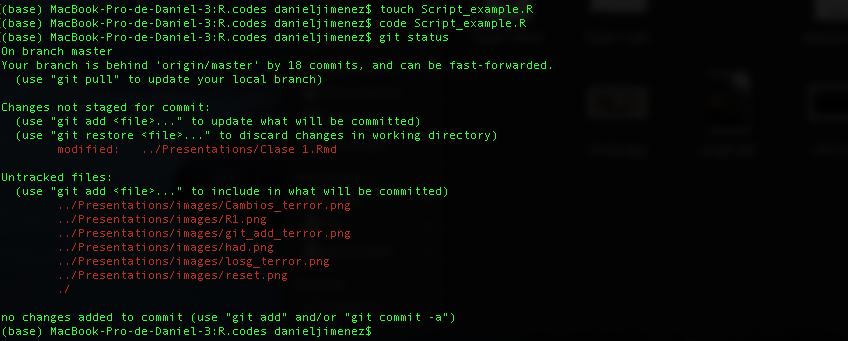 (base) MacBook-Pro-de-Daniel-3:R.codes danieljimenez$ touch Script_example.R
(base) MacBook-Pro-de-Daniel-3:R.codes danieljimenez$ code Script_example.R
(base) MacBook-Pro-de-Daniel-3:R.codes danieljimenez$ git status
On branch master
Your branch is behind 'origin/master' by 18 commits, and can be fast-forwarded.
  (use "git pull" to update your local branch)

Changes not staged for commit:
  (use "git add <file>..." to update what will be committed)
  (use "git restore <file>..." to discard changes in working directory)
        modified:   ../Presentations/Clase 1.Rmd

Untracked files:
  (use "git add <file>..." to include in what will be committed)
        ../Presentations/images/Cambios_terror.png
        ../Presentations/images/R1.png
        ../Presentations/images/git_add_terror.png
        ../Presentations/images/had.png
        ../Presentations/images/losg_terror.png
        ../Presentations/images/reset.png
        ./

no changes added to commit (use "git add" and/or "git commit -a")
(base) MacBook-Pro-de-Daniel-3:R.codes danieljimenez$